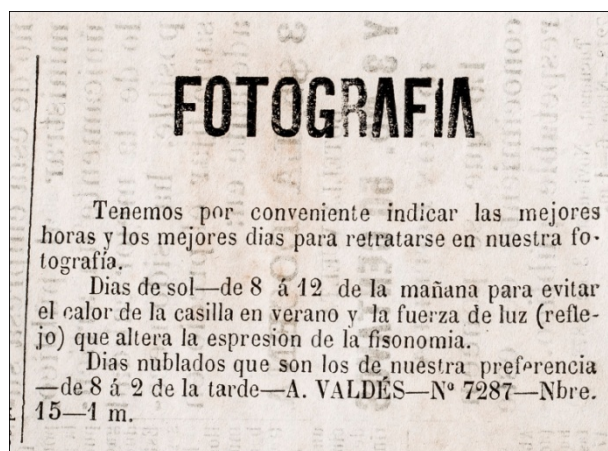 FOTOGRAFIA
Tenemos por conveniente indicar las mejores
horas y los mejores dias para retratarse en nuestra fo-
tografía.
Dias de sol—de 8 á 12 de la mañana para evitar
el calor de la casilla en verano y la fuerza de luz (refle-
jo) que altera la espresión de la fisonomia.
Dias nublados que son los de nuestra preferencia
—de 8 á 2 de la tarde—A. VALDÉS—Nº 7287—Nbre.
15—1 m.